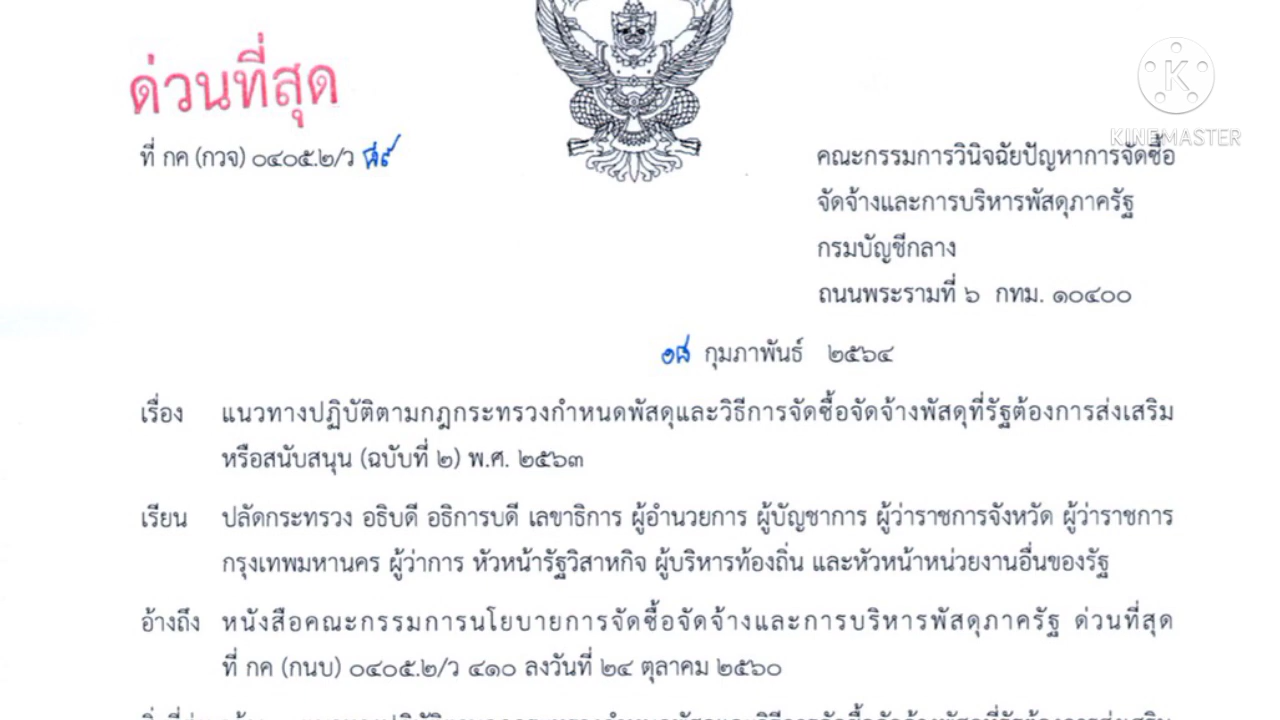 ด่วนที่สุด
KINEMASTER
ที่ กค (กวจ) ๐๔๐๕.๒/ว ๘๙
คณะกรรมการวินิจฉัยปัญหาการจัดซื้อ
จัดจ้างและการบริหารพัสดุภาครัฐ
กรมบัญชีกลาง
ถนนพระรามที่ ๖ กทม. ๑๐๔๐๐
๑๘ กุมภาพันธ์ ๒๕๖๔
เรื่อง แนวทางปฏิบัติตามกฎกระทรวงกำหนดพัสดุและวิธีการจัดซื้อจัดจ้างพัสดุที่รัฐต้องการส่งเสริม
หรือสนับสนุน (ฉบับที่ ๒) พ.ศ. ๒๕๖๓
เรียน ปลัดกระทรวง อธิบดี อธิการบดี เลขาธิการ ผู้อำนวยการ ผู้บัญชาการ ผู้ว่าราชการจังหวัด ผู้ว่าราชการ
กรุงเทพมหานคร ผู้ว่าการ หัวหน้ารัฐวิสาหกิจ ผู้บริหารท้องถิ่น และหัวหน้าหน่วยงานอื่นของรัฐ
อ้างถึง หนังสือคณะกรรมการนโยบายการจัดซื้อจัดจ้างและการบริหารพัสดุภาครัฐ ด่วนที่สุด
ที่ กค (กนบ) ๐๔๐๕.๒/ว ๔๑๐ ลงวันที่ ๒๔ ตุลาคม ๒๕๖๐